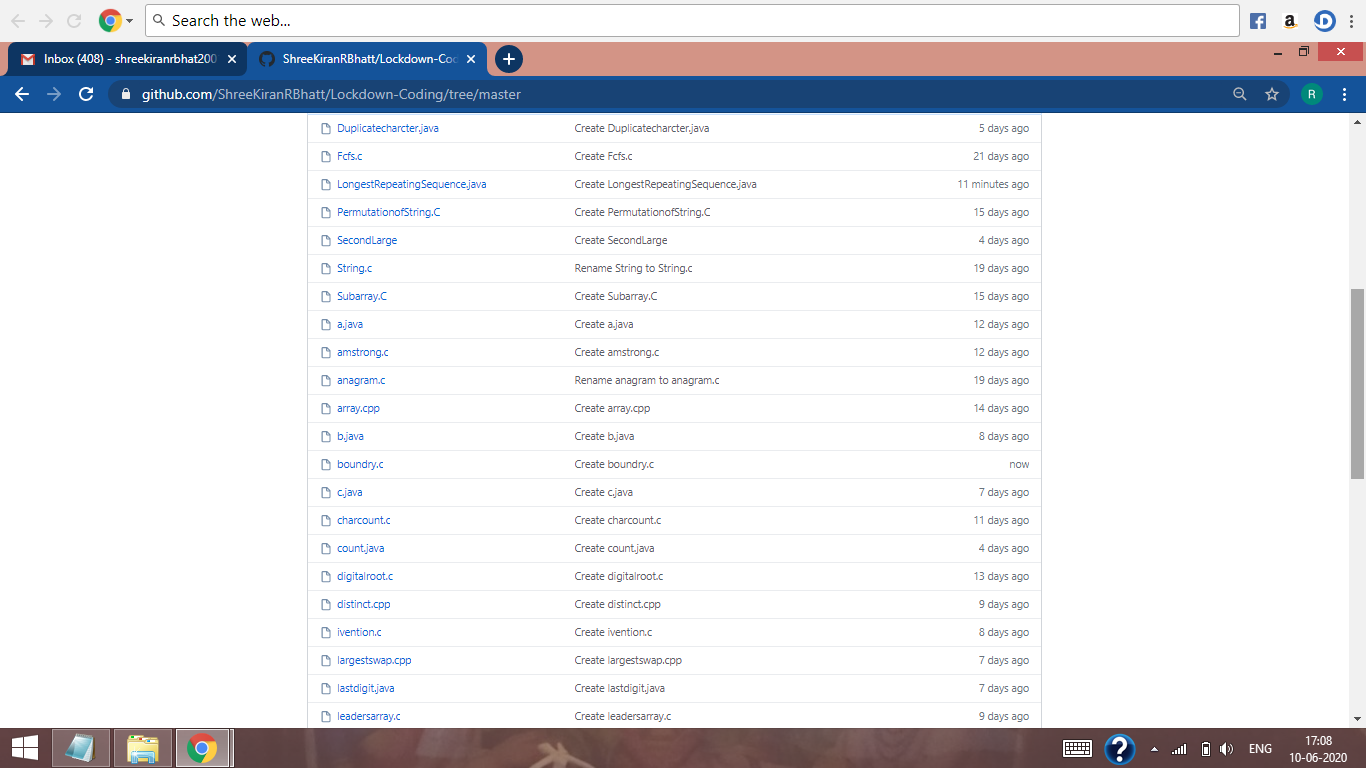 Search the web...
Inbox (408) - shreekiranrbhat200
ShreeKiranRBhatt/Lockdown-Cod
github.com/ShreeKiranRBhatt/Lockdown-Coding/tree/master
R
Duplicatecharcter.java Create Duplicatecharcter.java 5 days ago
Fcfs.c Create Fcfs.c 21 days ago
LongestRepeatingSequence.java Create LongestRepeatingSequence.java 11 minutes ago
PermutationofString.C Create PermutationofString.C 15 days ago
SecondLarge Create SecondLarge 4 days ago
String.c Rename String to String.c 19 days ago
Subarray.C Create Subarray.C 15 days ago
a.java Create a.java 12 days ago
amstrong.c Create amstrong.c 12 days ago
anagram.c Rename anagram to anagram.c 19 days ago
array.cpp Create array.cpp 14 days ago
b.java Create b.java 8 days ago
boundry.c Create boundry.c now
c.java Create c.java 7 days ago
charcount.c Create charcount.c 11 days ago
count.java Create count.java 4 days ago
digitalroot.c Create digitalroot.c 13 days ago
distinct.cpp Create distinct.cpp 9 days ago
ivention.c Create ivention.c 8 days ago
largestswap.cpp Create largestswap.cpp 7 days ago
lastdigit.java Create lastdigit.java 7 days ago
leadersarray.c Create leadersarray.c 9 days ago
ENG
17:08
10-06-2020